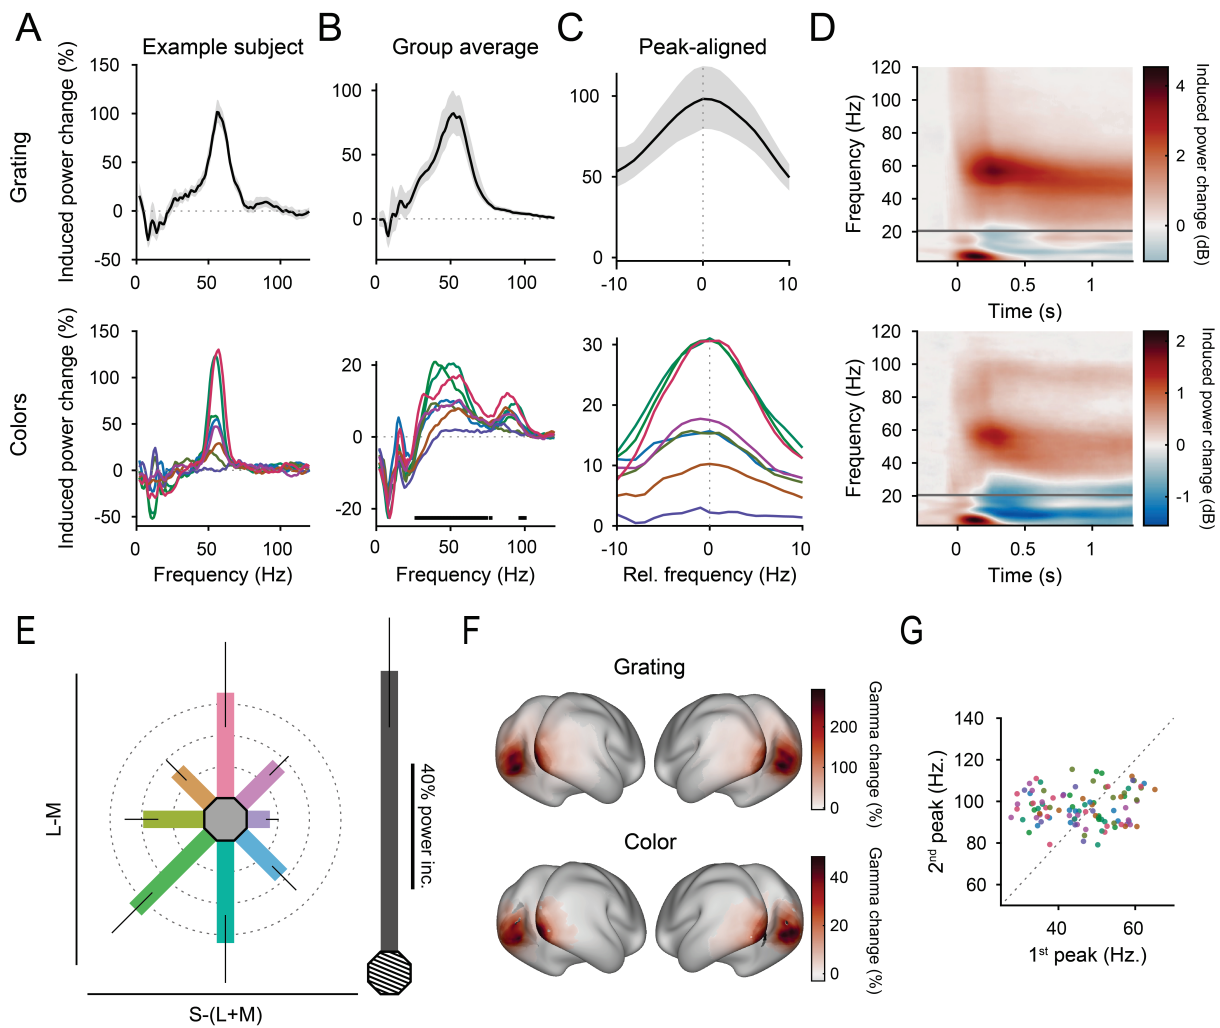 A
B
C
D
Example subject
Group average
Peak-aligned
Grating
Induced power change (%)
150
100
50
0
-50
0
50
100
100
50
0
0
50
100
100
50
0
-10
0
10
Frequency (Hz)
120
100
80
60
40
20
0
0.5
1
Time (s)
4
2
0
Induced power change (dB)
Colors
Induced power change (%)
150
100
50
0
-50
0
50
100
Frequency (Hz)
20
0
-20
0
50
100
Frequency (Hz)
30
20
10
0
-10
0
10
Rel. frequency (Hz)
Frequency (Hz)
120
100
80
60
40
20
0
0.5
1
Time (s)
2
1
0
-1
Induced power change (dB)
E
L-M
S-(L+M)
40% power inc.
F
Grating
200
100
0
Gamma change (%)
Color
40
20
0
Gamma change (%)
G
2nd peak (Hz.)
140
120
100
80
60
40
60
1st peak (Hz.)